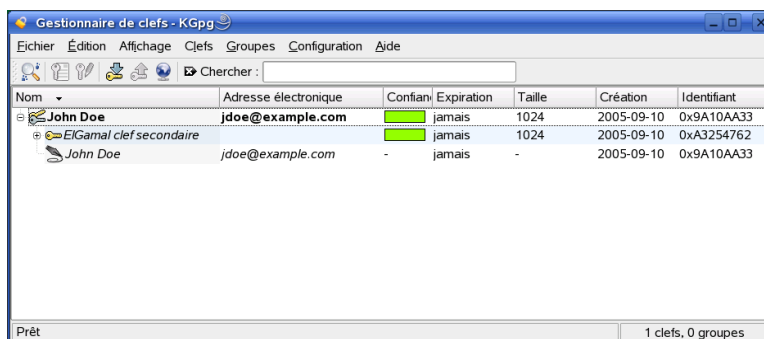 Gestionnaire de clefs - KGpg
Fichier Édition Affichage Clefs Groupes Configuration Aide
Chercher :
Nom Adresse électronique Confian Expiration Taille Création Identifiant
John Doe jdoe@example.com jamais 1024 2005-09-10 0x9A10AA33
ElGamal clef secondaire jamais 1024 2005-09-10 0xA3254762
John Doe jdoe@example.com - jamais - 2005-09-10 0x9A10AA33
Prêt 1 clefs, 0 groupes